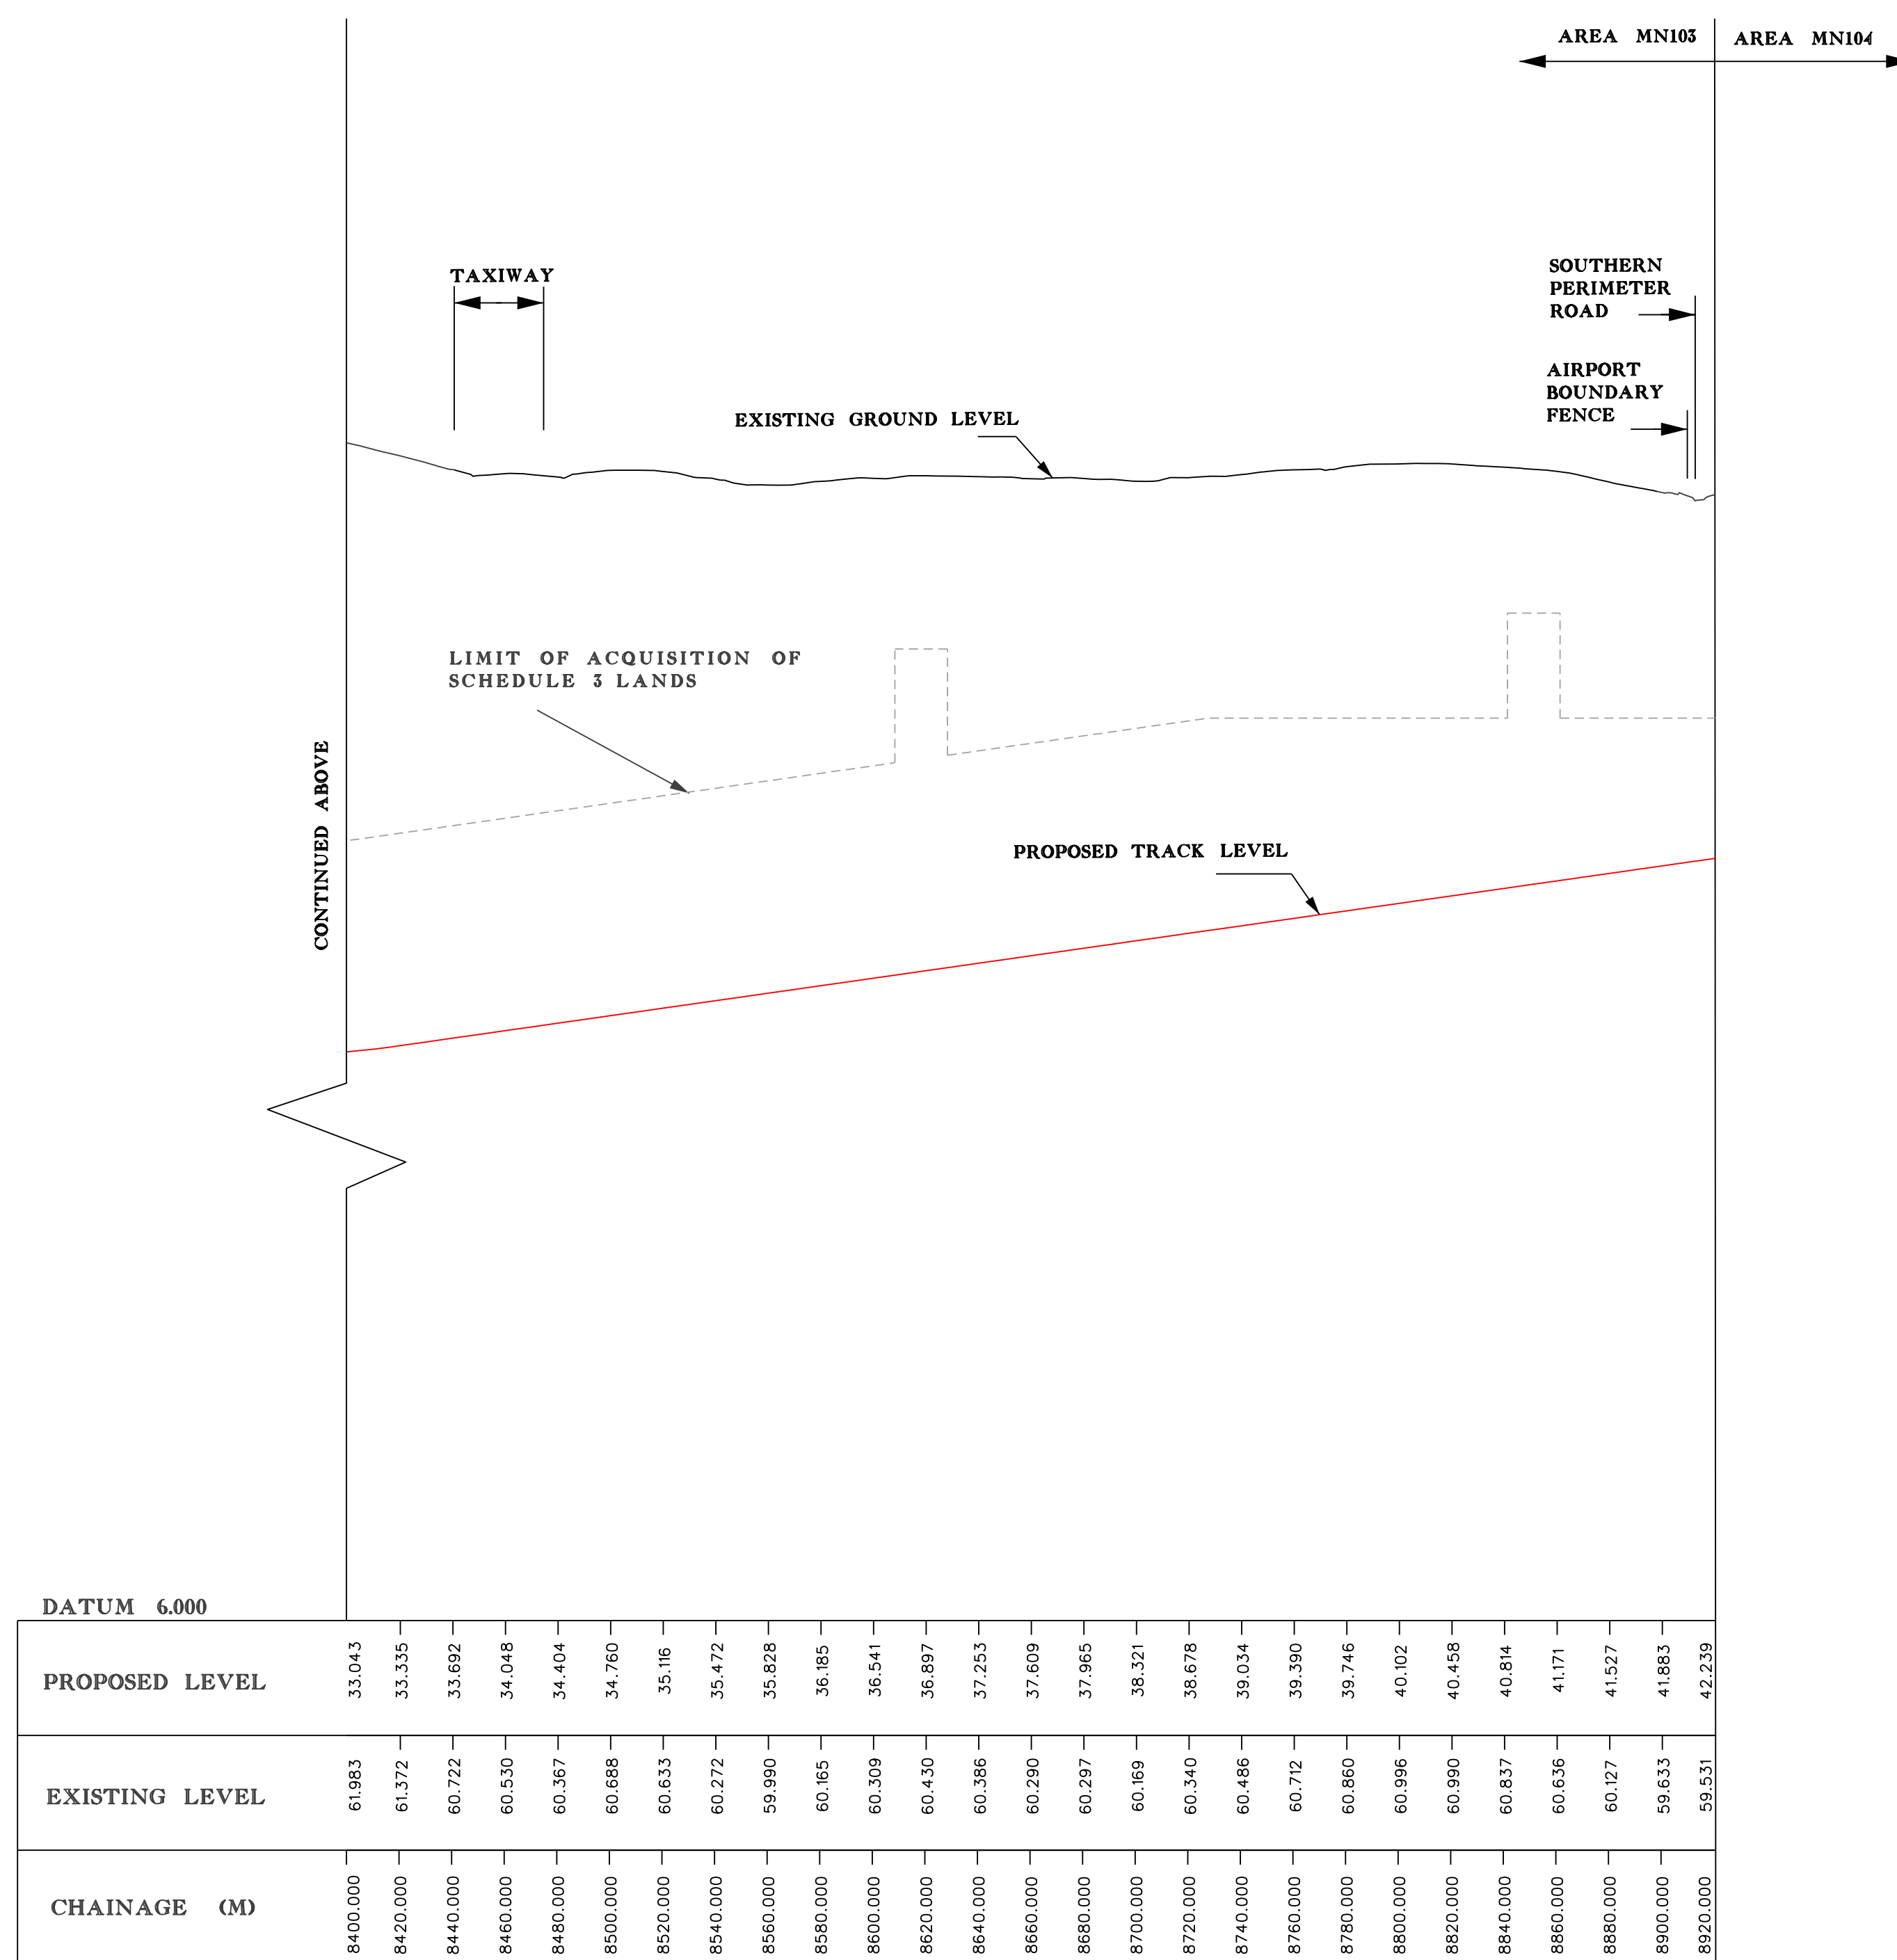 AREA MN103 AREA MN104
TAXIWAY
SOUTHERN
PERIMETER
ROAD
AIRPORT
BOUNDARY
FENCE
EXISTING GROUND LEVEL
LIMIT OF ACQUISITION OF
SCHEDULE 3 LANDS
CONTINUED ABOVE
PROPOSED TRACK LEVEL
DATUM 6.000
PROPOSED LEVEL 33.043 33.335 33.692 34.048 34.404 34.760 35.116 35.472 35.828 36.185 36.541 36.897 37.253 37.609 37.965 38.321 38.678 39.034 39.390 39.746 40.102 40.458 40.814 41.171 41.527 41.883 42.239
EXISTING LEVEL 61.983 61.372 60.722 60.530 60.367 60.688 60.633 60.272 59.990 60.165 60.309 60.430 60.386 60.290 60.297 60.169 60.340 60.486 60.712 60.860 60.996 60.990 60.837 60.636 60.127 59.633 59.531
CHAINAGE (M) 8400.000 8420.000 8440.000 8460.000 8480.000 8500.000 8520.000 8540.000 8560.000 8580.000 8600.000 8620.000 8640.000 8660.000 8680.000 8700.000 8720.000 8740.000 8760.000 8780.000 8800.000 8820.000 8840.000 8860.000 8880.000 8900.000 8920.000